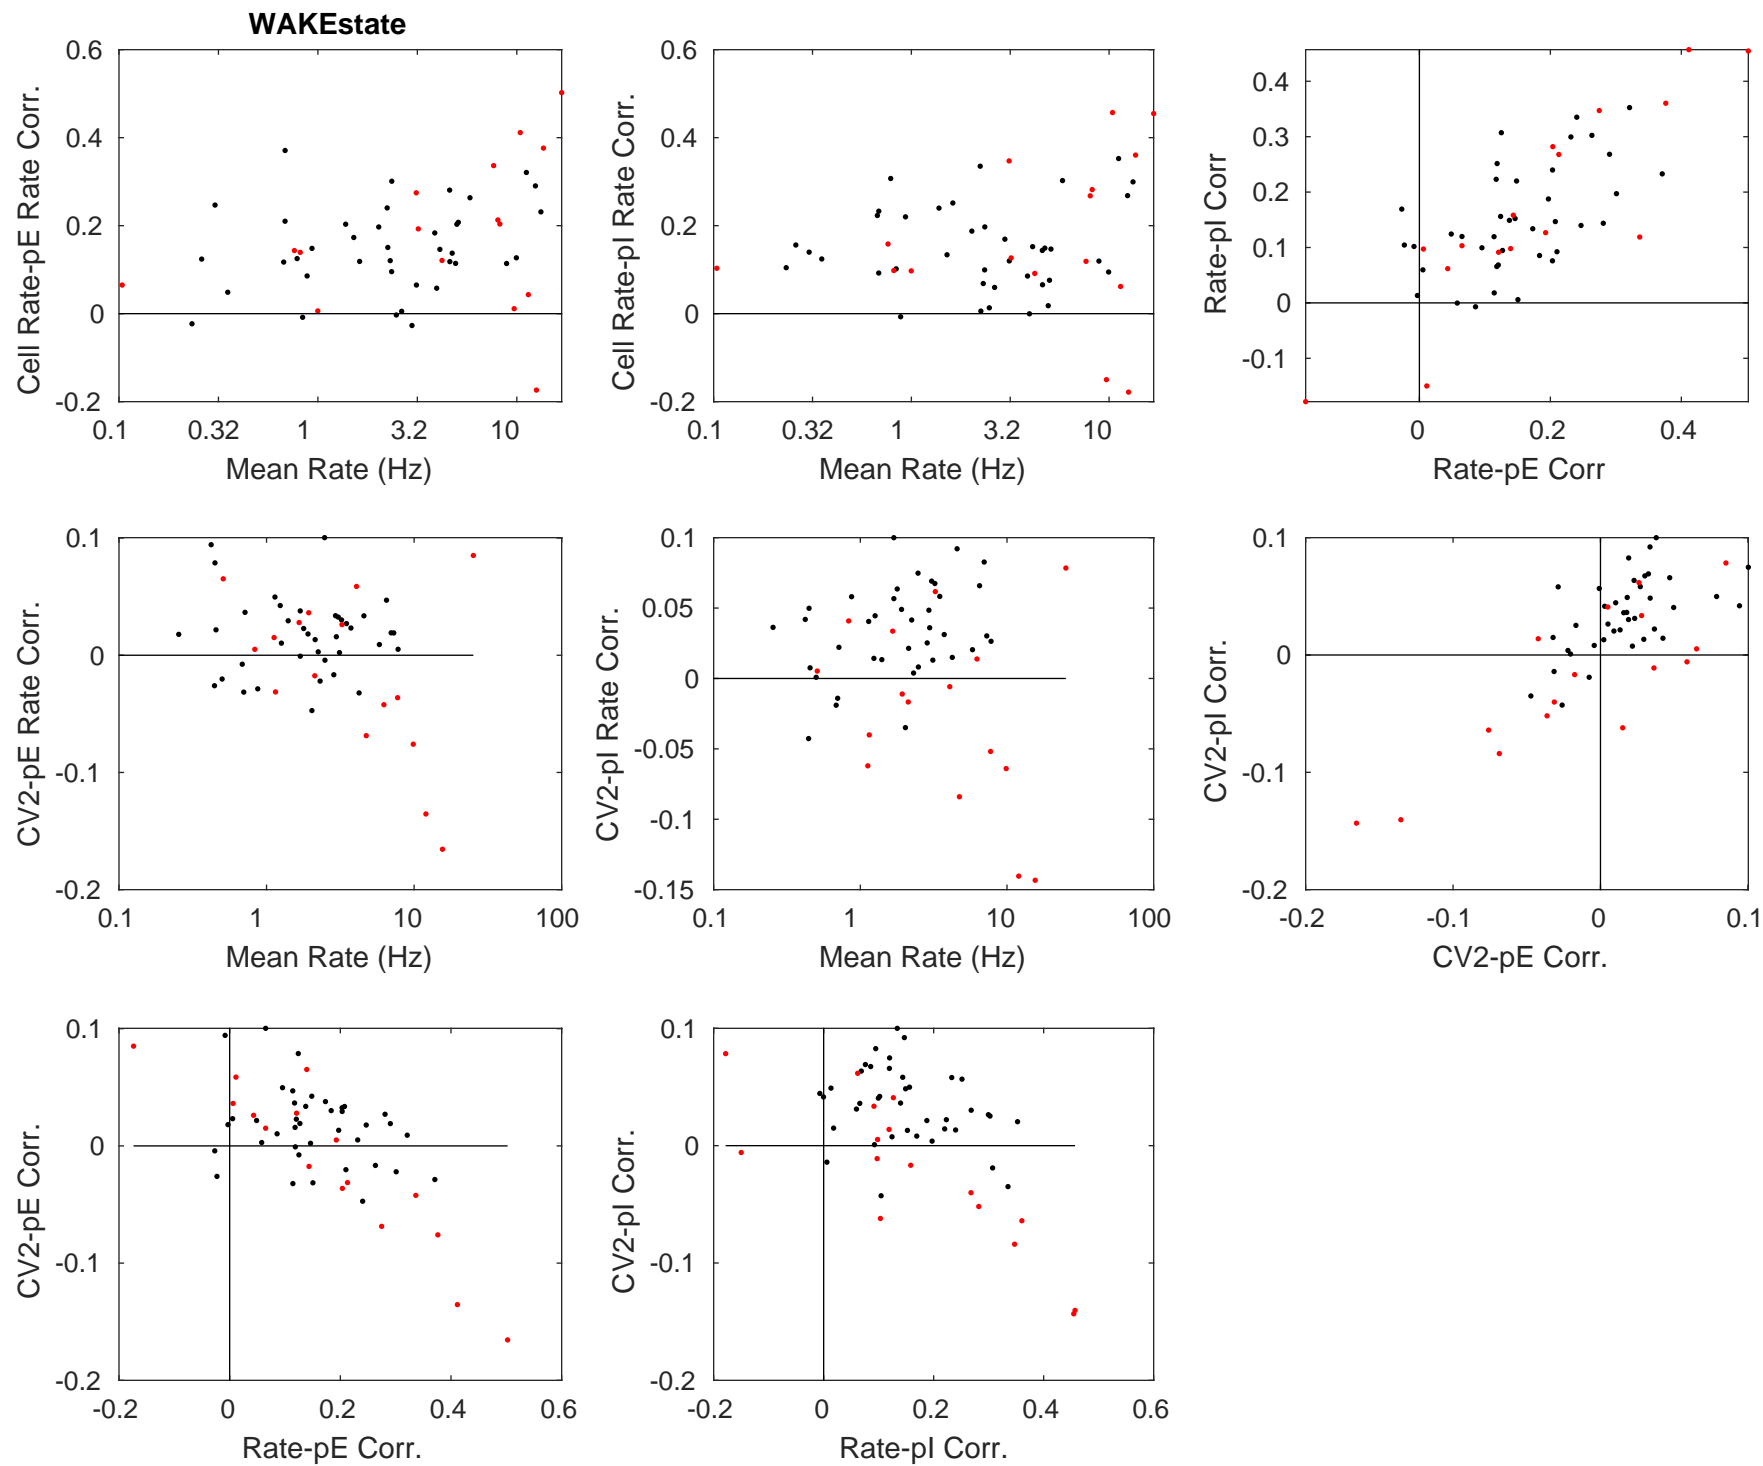 WAKEstate
0.6
0.4
0.2
0
-0.2
Cell Rate-pE Rate Corr.
0.1 0.32 1 3.2 10
Mean Rate (Hz)
0.6
0.4
0.2
0
-0.2
Cell Rate-pI Rate Corr.
0.1 0.32 1 3.2 10
Mean Rate (Hz)
0.4
0.3
0.2
0.1
0
-0.1
Rate-pI Corr
0 0.2 0.4
Rate-pE Corr
0.1
0
-0.1
-0.2
CV2-pE Rate Corr.
0.1 1 10 100
Mean Rate (Hz)
0.1
0.05
0
-0.05
-0.1
-0.15
CV2-pI Rate Corr.
0.1 1 10 100
Mean Rate (Hz)
0.1
0
-0.1
-0.2
CV2-pI Corr.
-0.2 -0.1 0 0.1
CV2-pE Corr.
0.1
0
-0.1
-0.2
CV2-pE Corr.
-0.2 0 0.2 0.4 0.6
Rate-pE Corr.
0.1
0
-0.1
-0.2
CV2-pI Corr.
-0.2 0 0.2 0.4 0.6
Rate-pI Corr.